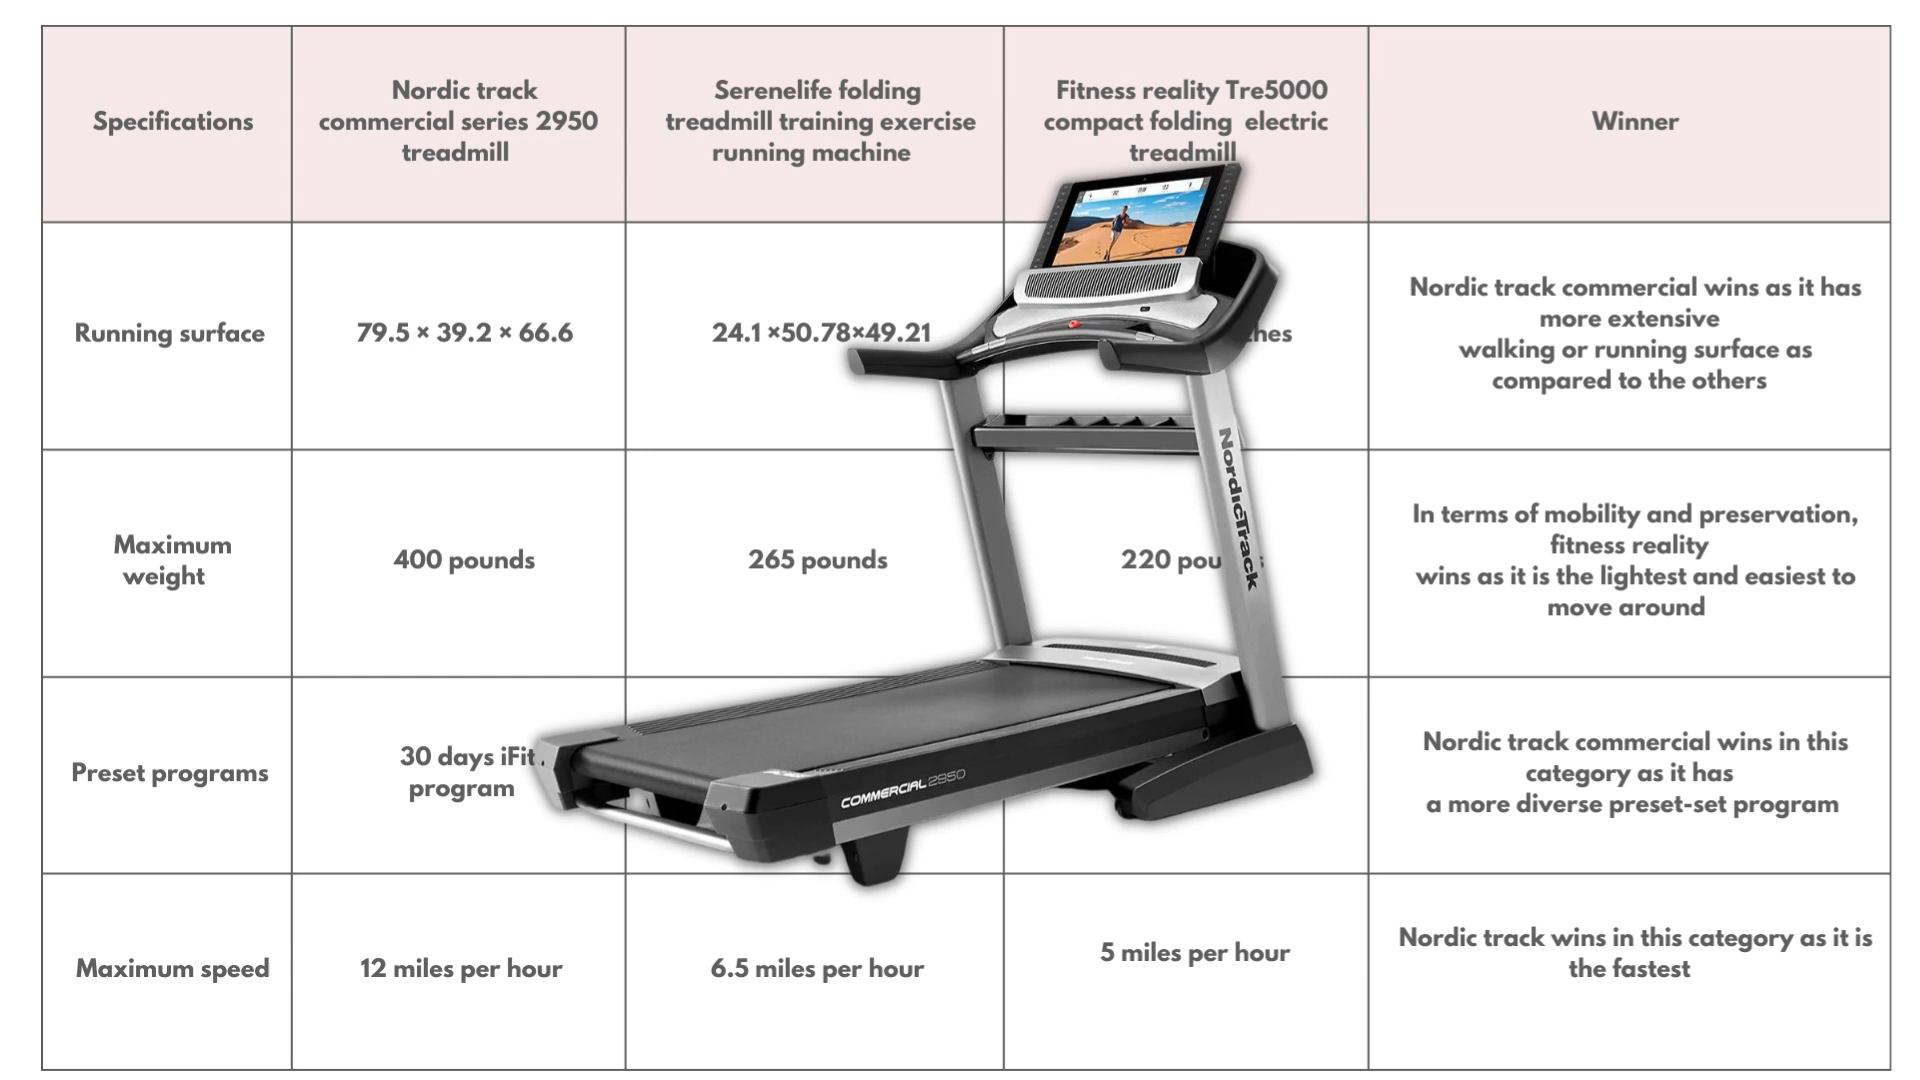 Specifications
Nordic track
commercial series 2950
treadmill
Serenelife folding
treadmill training exercise
running machine
Fitness reality Tre5000
compact folding electric
treadmill
Winner
Running surface
79.5 × 39.2 × 66.6
24.1 ×50.78×49.21
Nordic track commercial wins as it has
more extensive
walking or running surface as
compared to the others
Maximum
weight
400 pounds
265 pounds
220
In terms of mobility and preservation,
fitness reality
wins as it is the lightest and easiest to
move around
Preset programs
30 days iFit
program
Nordic track commercial wins in this
category as it has
a more diverse preset-set program
Maximum speed
12 miles per hour
6.5 miles per hour
5 miles per hour
Nordic track wins in this category as it is
the fastest
NordicTrack
COMMERCIAL 2950